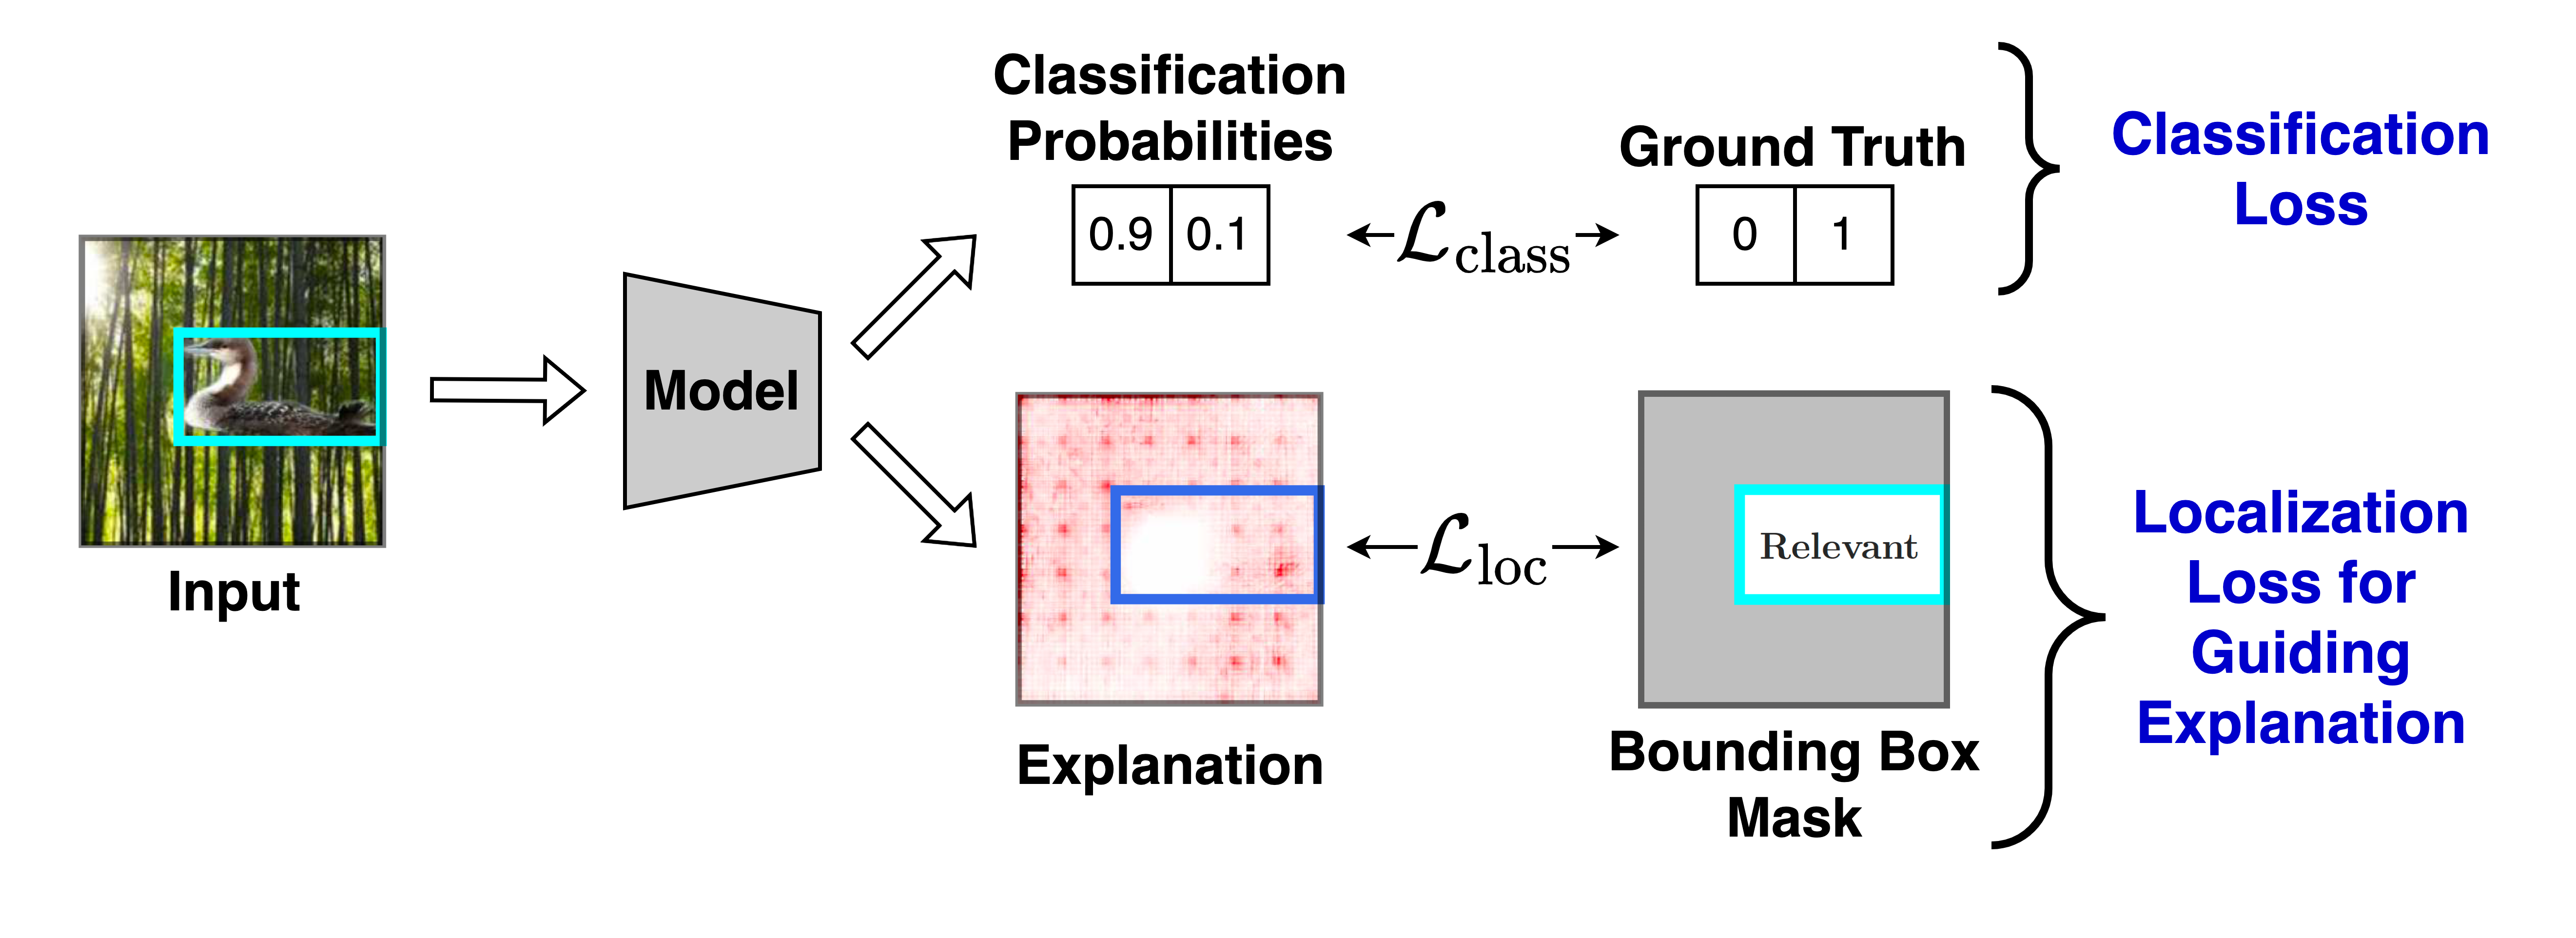 Input
Model
Classification
Probabilities
0.9 0.1
ℒclass
Ground Truth
0 1
Classification
Loss
Explanation
ℒloc
Relevant
Bounding Box
Mask
Localization
Loss for
Guiding
Explanation